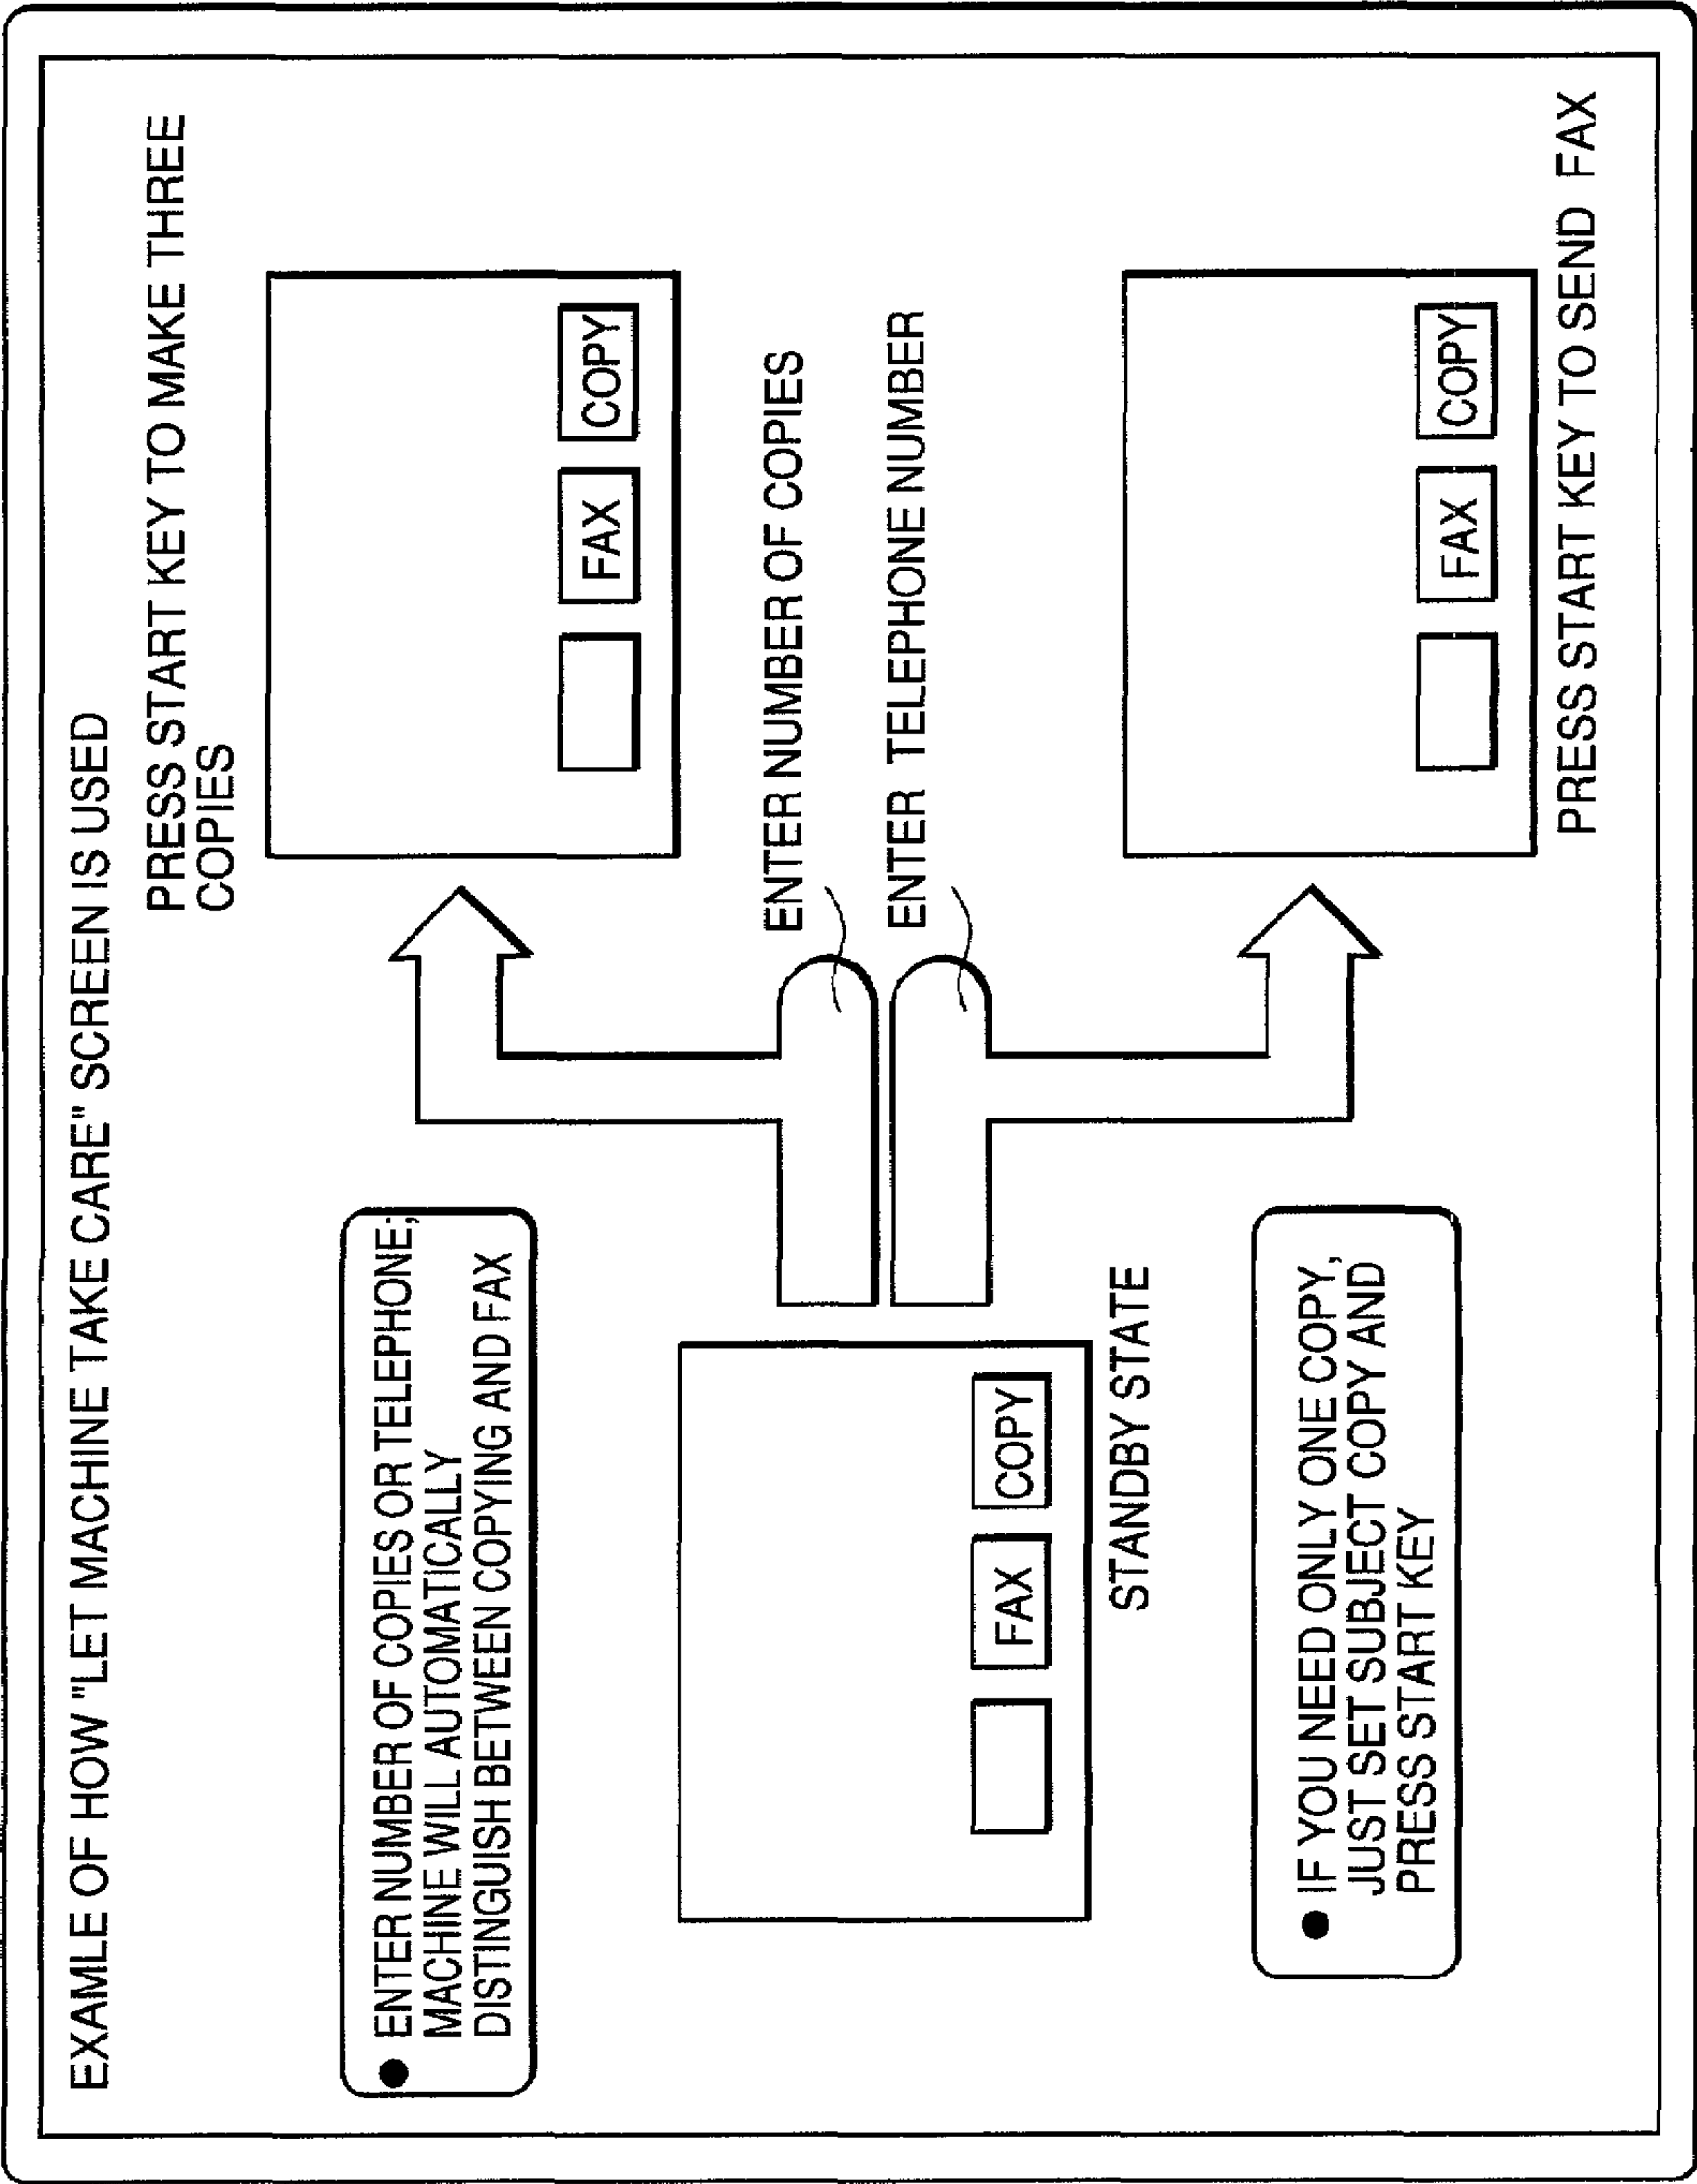 EXAMLE OF HOW "LET MACHINE TAKE CARE" SCREEN IS USED
PRESS START KEY TO MAKE THREE
COPIES
● ENTER NUMBER OF COPIES OR TELEPHONE;
MACHINE WILL AUTOMATICALLY
DISTINGUISH BETWEEN COPYING AND FAX
FAX
COPY
ENTER NUMBER OF COPIES
ENTER TELEPHONE NUMBER
FAX
COPY
STANDBY STATE
● IF YOU NEED ONLY ONE COPY,
JUST SET SUBJECT COPY AND
PRESS START KEY
FAX
COPY
PRESS START KEY TO SEND FAX